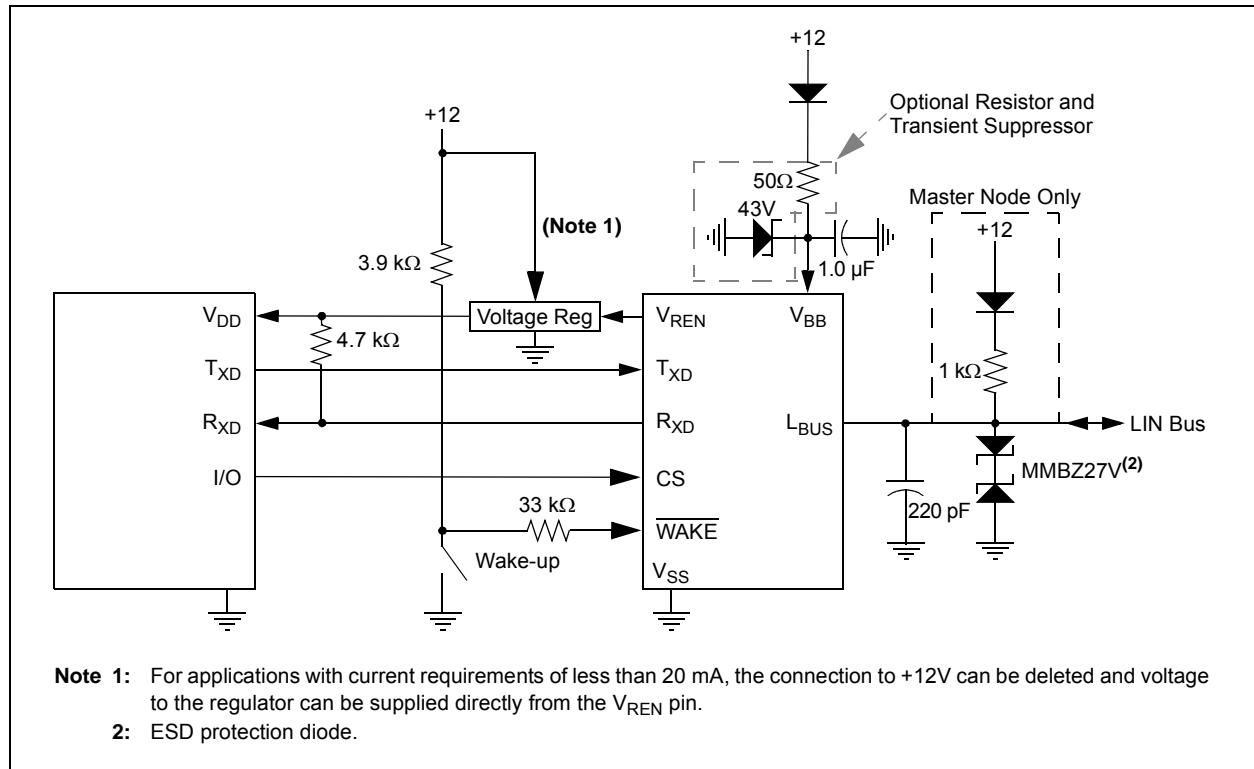 +12
Optional Resistor and
Transient Suppressor
+12
50Ω
Master Node Only
43V
+12
(Note 1)
3.9 kΩ
1.0 µF
VDD
Voltage Reg
VREN
VBB
4.7 kΩ
TXD
TXD
1 kΩ
RXD
RXD
LBUS
LIN Bus
I/O
CS
MMBZ27V(2)
33 kΩ
220 pF
WAKE
Wake-up
VSS
Note 1: For applications with current requirements of less than 20 mA, the connection to +12V can be deleted and voltage
to the regulator can be supplied directly from the VREN pin.
2: ESD protection diode.